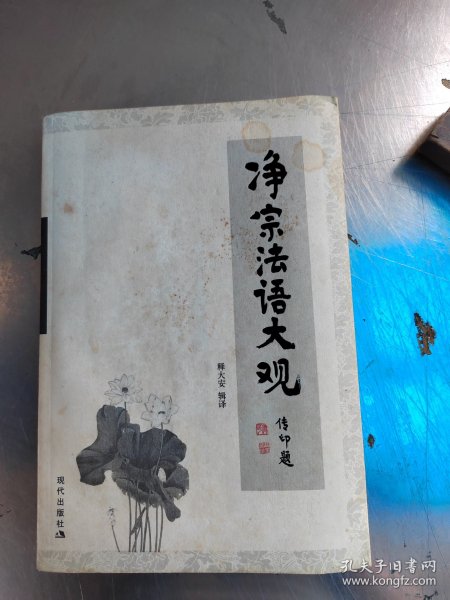 净宗法语大观
释大安 辑译
传印题
现代出版社
孔夫子旧书网
www.kongfz.com